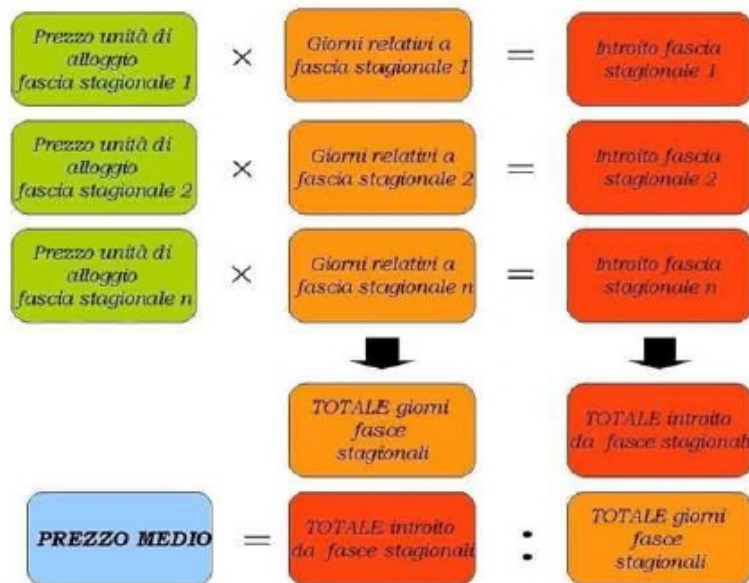 Prezzo unità di
alloggio
fascia stagionale 1
×
Giorni relativi a
fascia stagionale 1
=
Introito fascia
stagionale 1
Prezzo unità di
alloggio
fascia stagionale 2
×
Giorni relativi a
fascia stagionale 2
=
Introito fascia
stagionale 2
Prezzo unità di
alloggio
fascia stagionale n
×
Giorni relativi a
fascia stagionale n
=
Introito fascia
stagionale n
TOTALE giorni
fasce
stagionali
TOTALE introito
da fasce stagionali
PREZZO MEDIO
=
TOTALE introito
da fasce stagionali
:
TOTALE giorni
fasce
stagionali